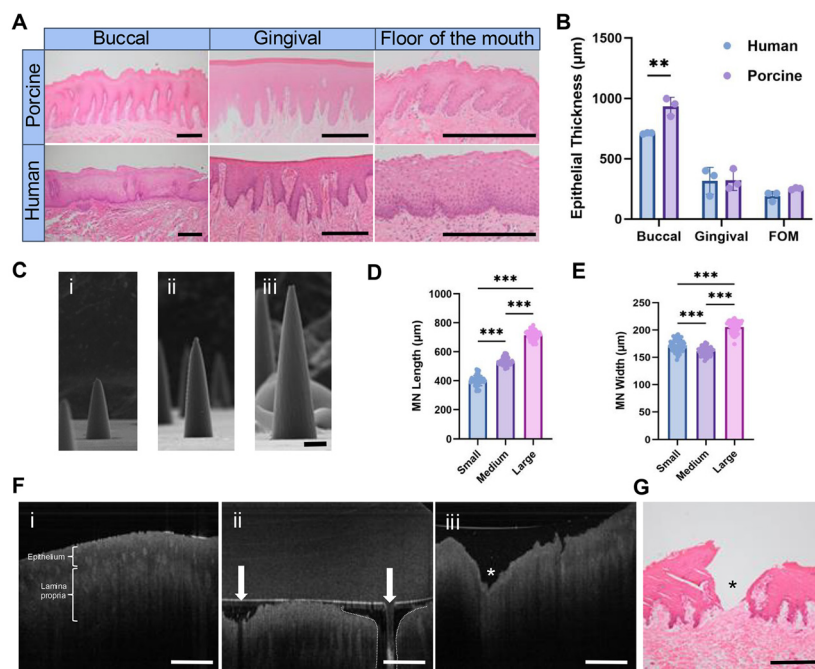 A
Buccal
Gingival
Floor of the mouth
Porcine
Human
B
Epithelial Thickness (μm)
1500
1000
500
0
**
Human
Porcine
Buccal
Gingival
FOM
C
i
ii
iii
D
MN Length (μm)
1000
800
600
400
200
0
***
***
***
Small
Medium
Large
E
MN Width (μm)
250
200
150
100
50
0
***
***
***
Small
Medium
Large
F
i
Epithelium
Lamina
propria
ii
iii
*
G
*